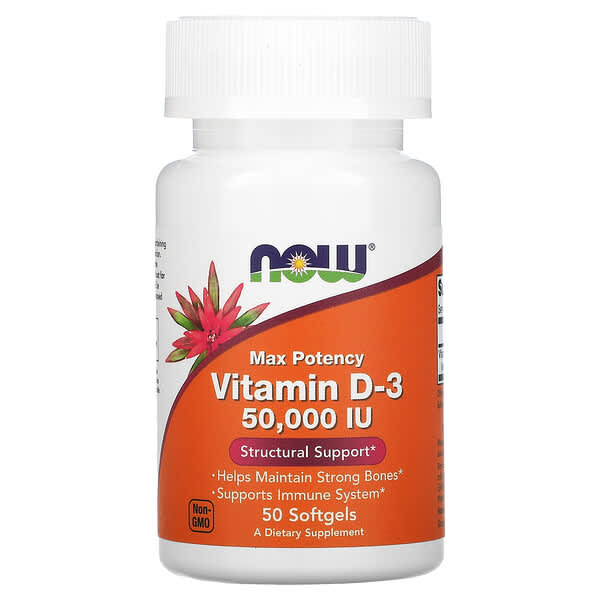 NOW®
Max Potency
Vitamin D-3
50,000 IU
Structural Support*
• Helps Maintain Strong Bones*
• Supports Immune System*
Non-
GMO
50 Softgels
A Dietary Supplement